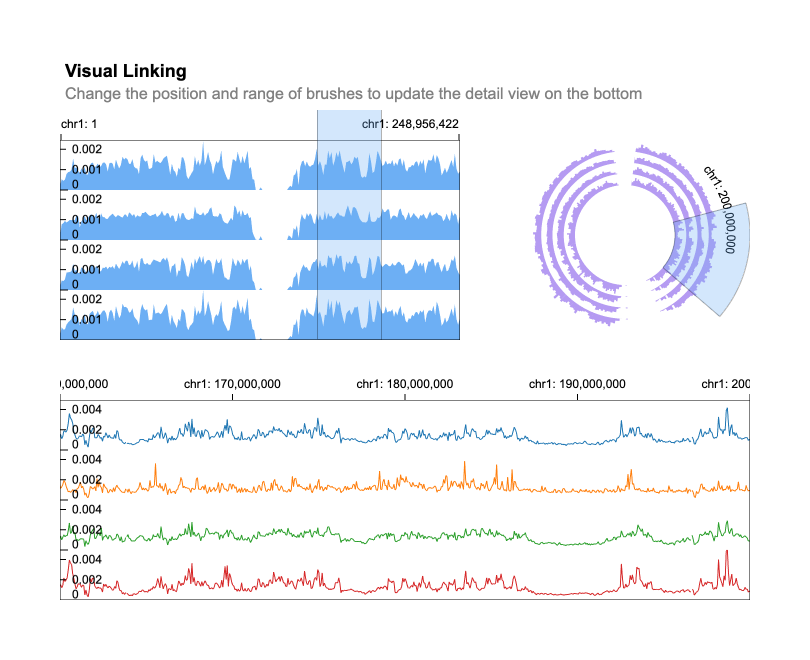 Visual Linking
Change the position and range of brushes to update the detail view on the bottom
chr1: 1
chr1: 248,956,422
0.002
0.001
0
0.002
0.001
0
0.002
0.001
0
0.002
0.001
0
chr1: 200,000,000
0,000,000
chr1: 170,000,000
chr1: 180,000,000
chr1: 190,000,000
chr1: 200
0.004
0.002
0
0.004
0.002
0
0.004
0.002
0
0.004
0.002
0